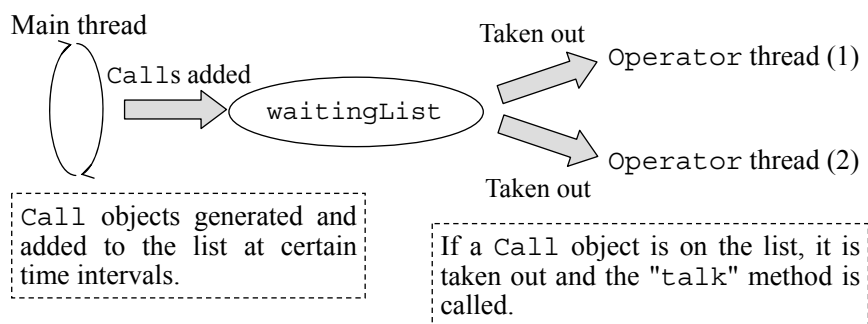 Main thread
Calls added
waitingList
Taken out
Operator thread (1)
Operator thread (2)
Taken out
Call objects generated and
added to the list at certain
time intervals.
If a Call object is on the list, it is
taken out and the "talk" method is
called.